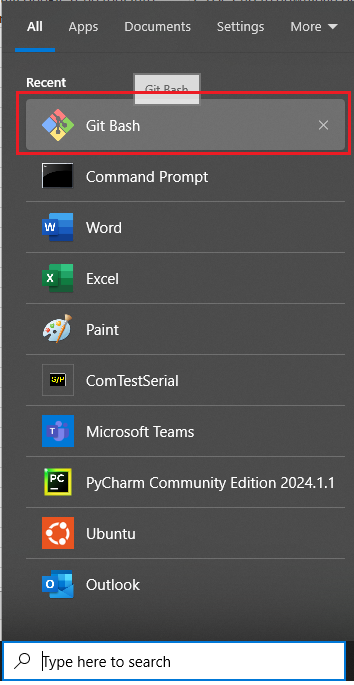 All Apps Documents Settings More
Recent
Git Bash
Git Bash
Command Prompt
W Word
X Excel
Paint
S/P ComTestSerial
T Microsoft Teams
PC PyCharm Community Edition 2024.1.1
Ubuntu
O Outlook
Type here to search